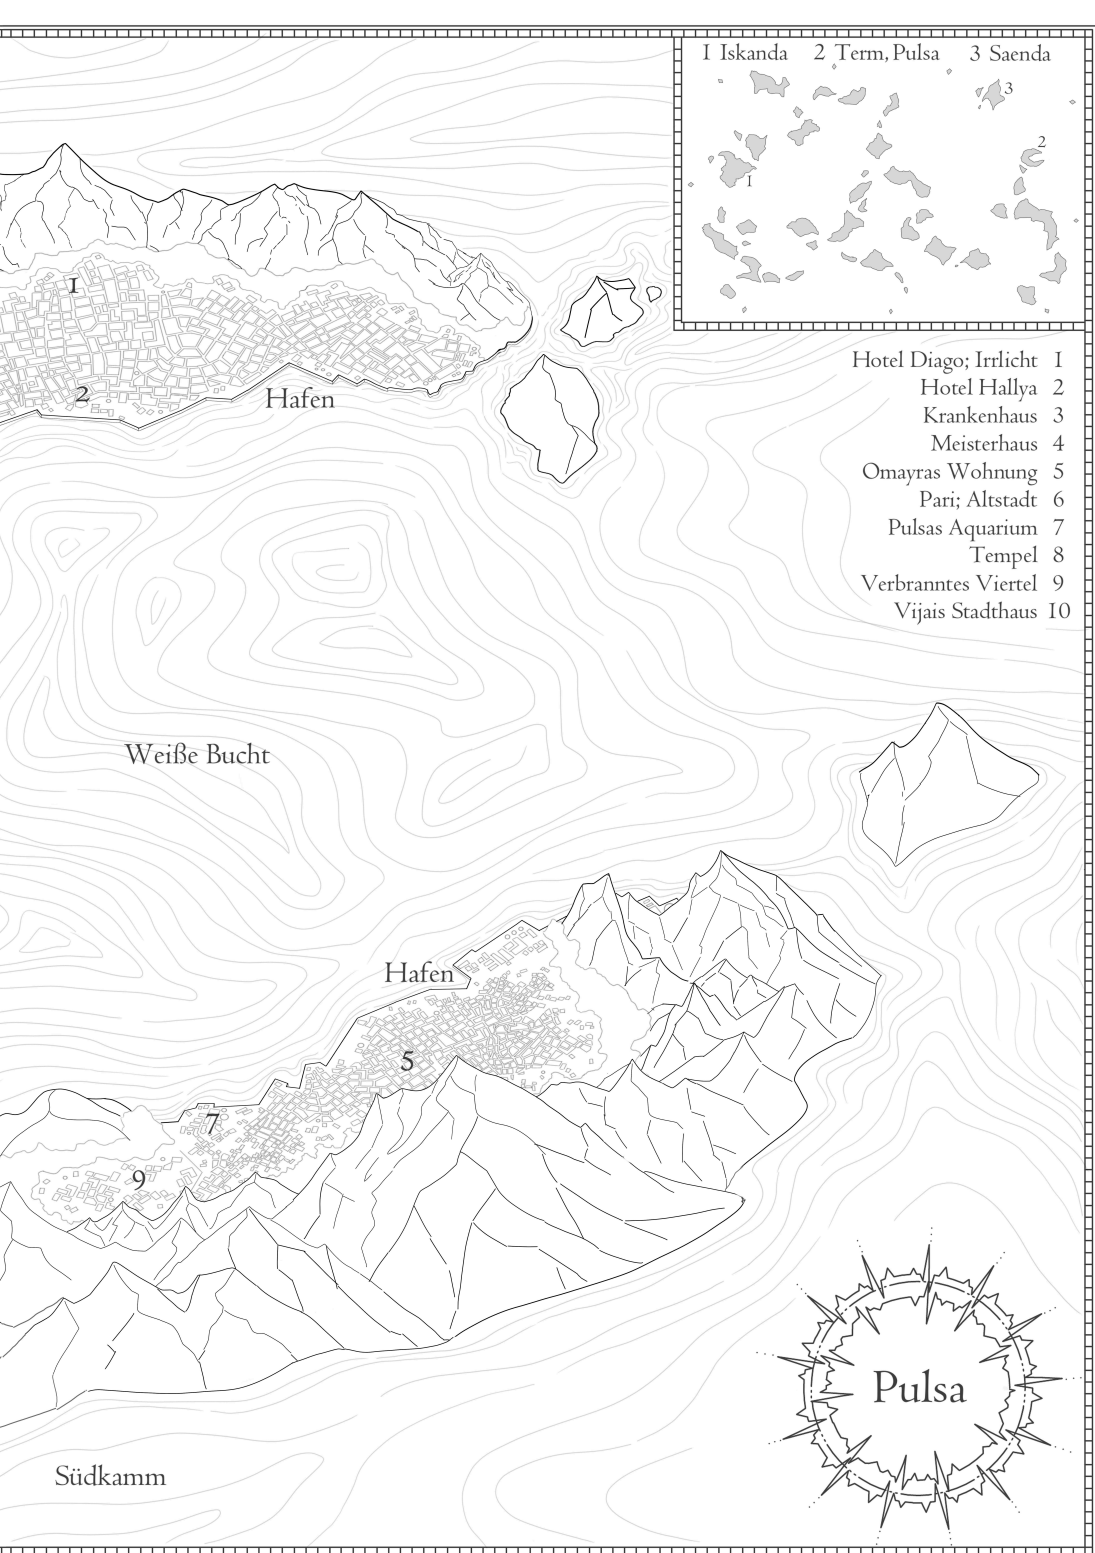 1 Iskanda 2 Term, Pulsa 3 Saenda
3
2
1
1
2
Hafen
Hotel Diago; Irrlicht 1
Hotel Hallya 2
Krankenhaus 3
Meisterhaus 4
Omayras Wohnung 5
Pari; Altstadt 6
Pulsas Aquarium 7
Tempel 8
Verbranntes Viertel 9
Vijais Stadthaus 10
Weiße Bucht
Hafen
5
7
9
Pulsa
Südkamm